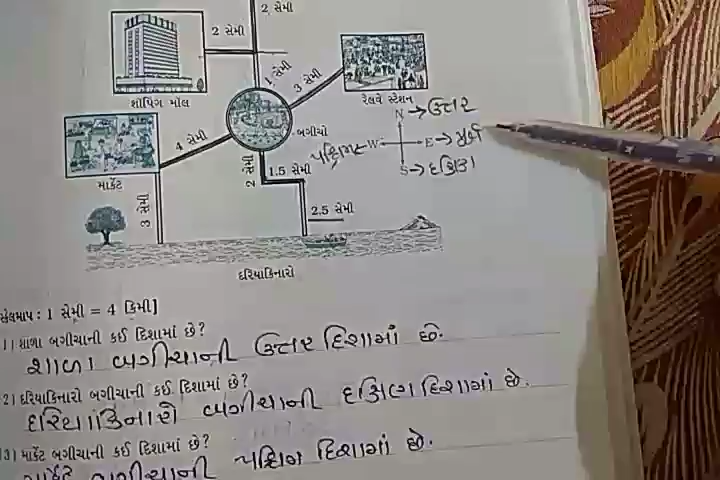 2 સેમી
2 સેમી
શોપિંગ મૉલ
1 સેમી
3 સેમી
રેલવે સ્ટેશન
N → ઉત્તર
બગીચો
પશ્ચિમ ← W
E → પૂર્વ
S → દક્ષિણ
4 સેમી
માર્કેટ
2 સેમી
1.5 સેમી
3 સેમી
2.5 સેમી
દરિયાકિનારો
સ્કેલમાપ : 1 સેમી = 4 કિમી]
(1) શાળા બગીચાની કઈ દિશામાં છે?
શાળા બગીચાની ઉત્તર દિશામાં છે.
(2) દરિયાકિનારો બગીચાની કઈ દિશામાં છે?
દરિયાકિનારો બગીચાની દક્ષિણ દિશામાં છે.
(3) માર્કેટ બગીચાની કઈ દિશામાં છે?
માર્કેટ બગીચાની પશ્ચિમ દિશામાં છે.